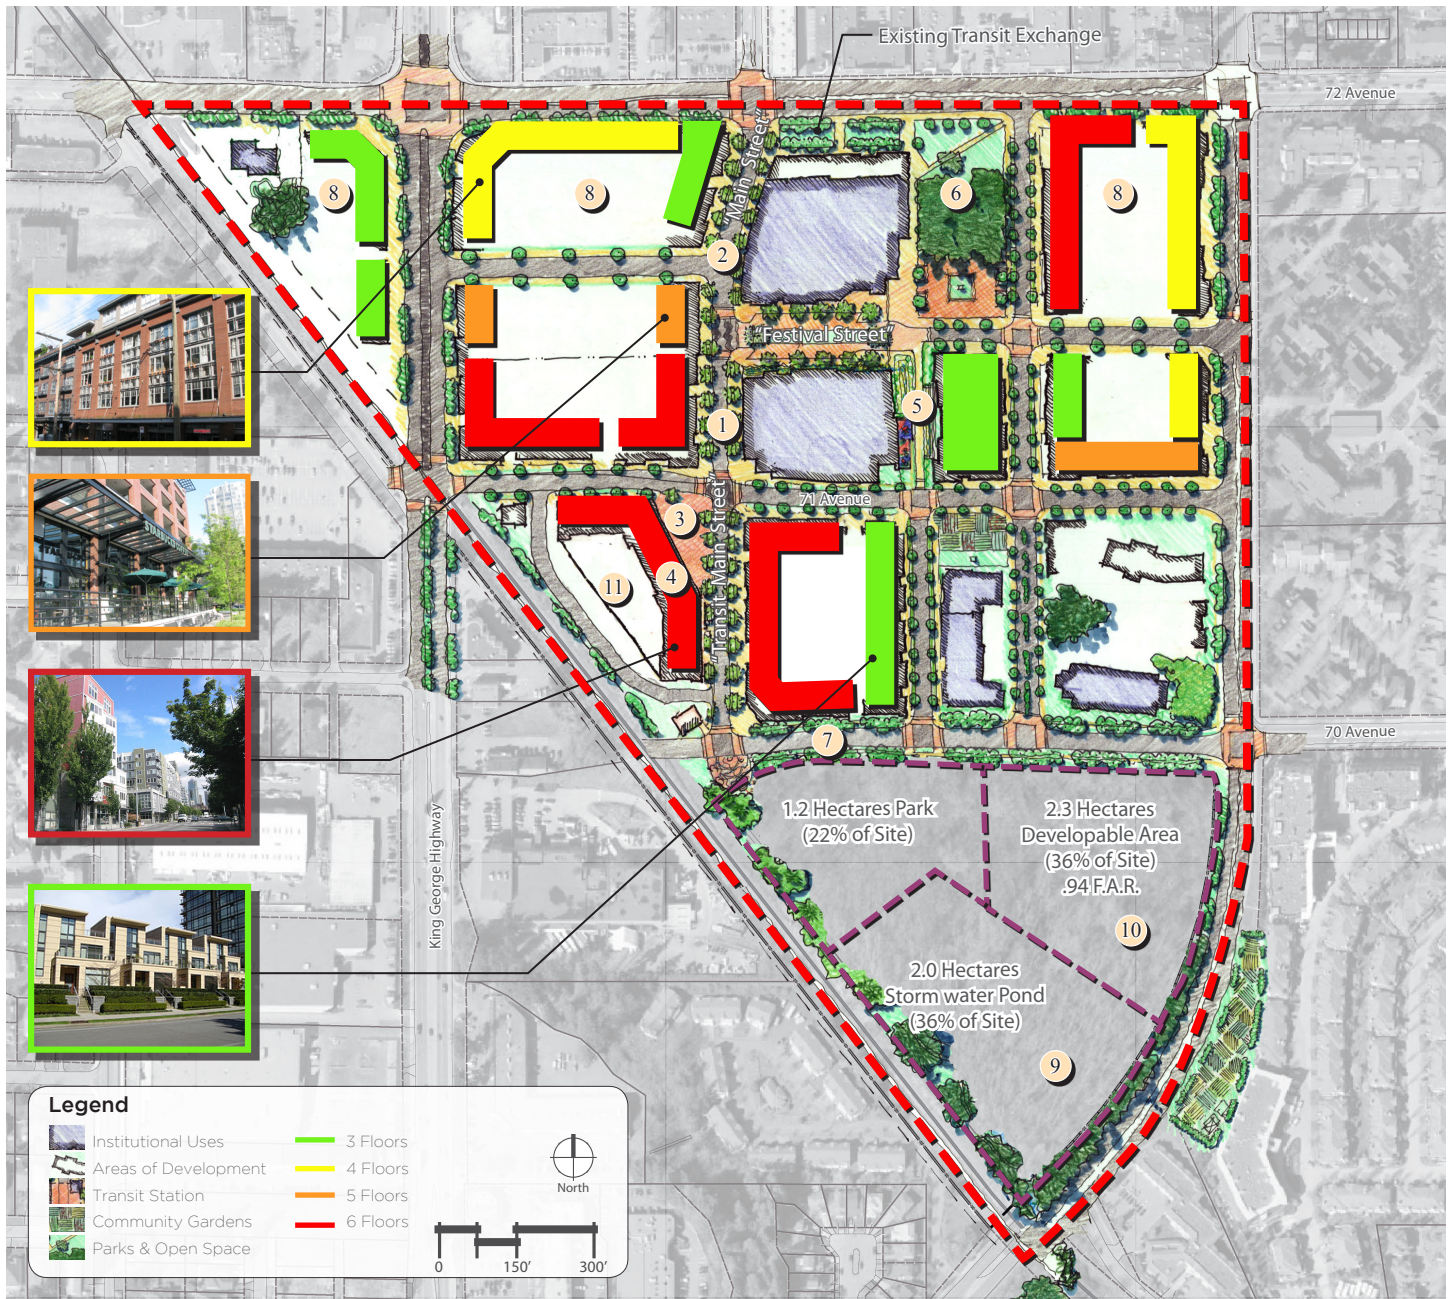 Existing Transit Exchange
72 Avenue
"Main Street"
8
8
6
8
2
"Festival Street"
5
1
71 Avenue
"Transit Main Street"
3
4
11
70 Avenue
7
1.2 Hectares Park
(22% of Site)
2.3 Hectares
Developable Area
(36% of Site)
.94 F.A.R.
King George Highway
10
2.0 Hectares
Storm water Pond
(36% of Site)
9
Legend
Institutional Uses
Areas of Development
Transit Station
Community Gardens
Parks & Open Space
3 Floors
4 Floors
5 Floors
6 Floors
North
0 150' 300'